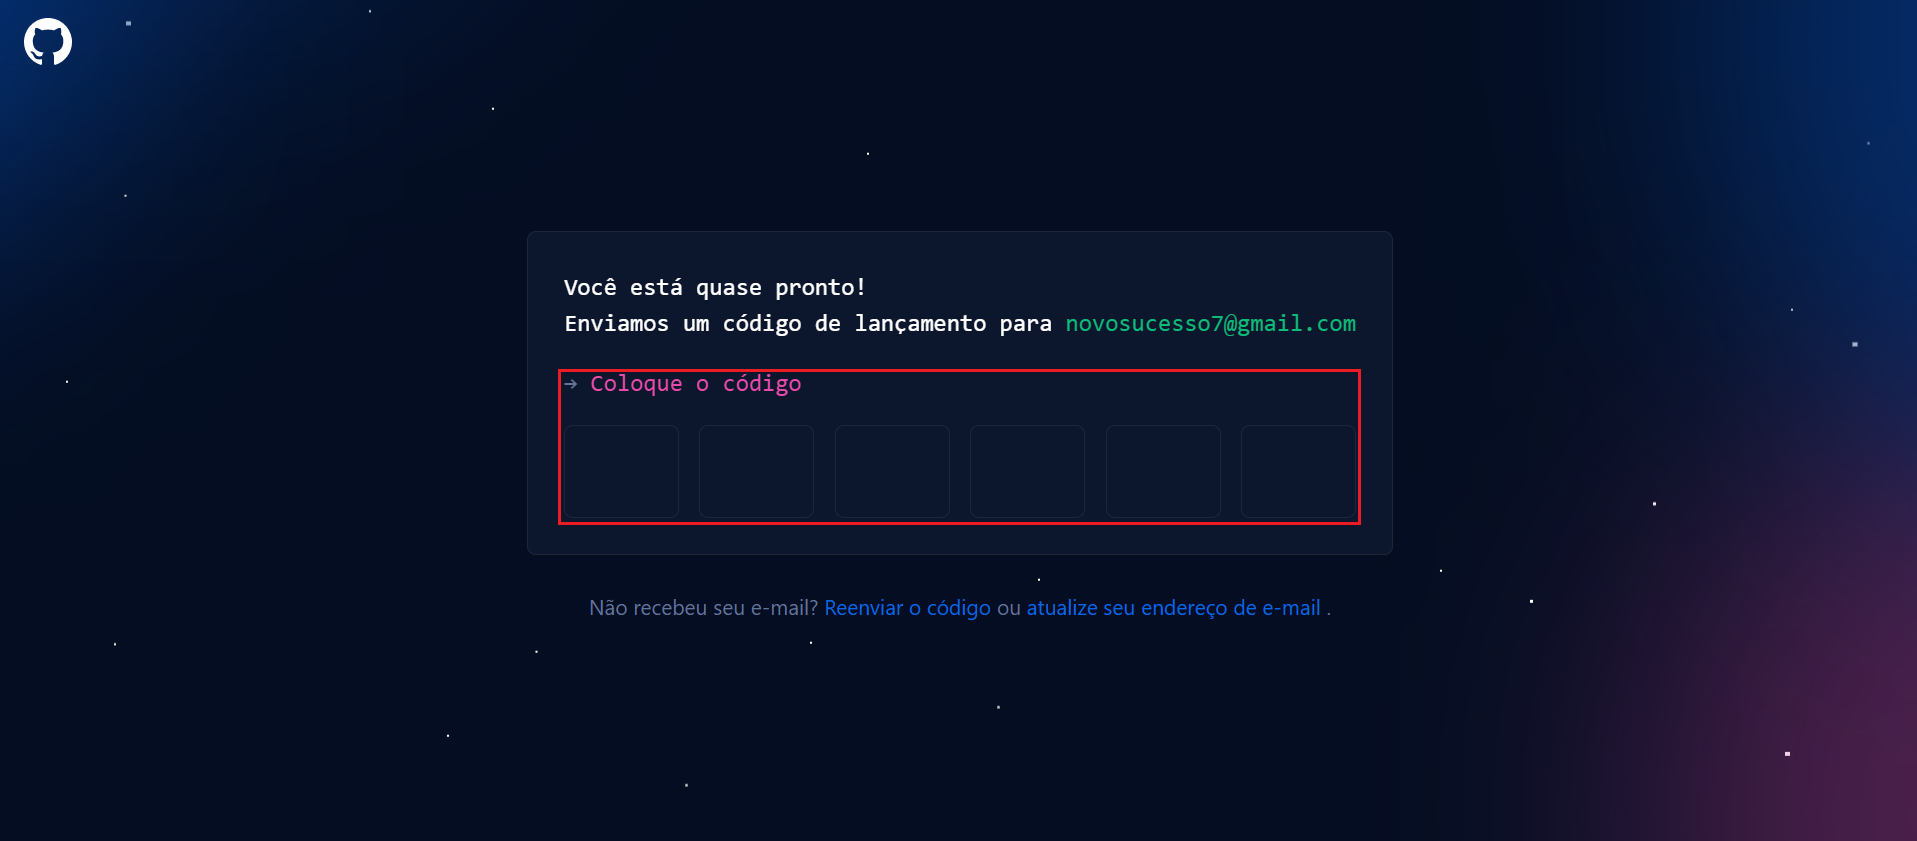 Você está quase pronto!
Enviamos um código de lançamento para novosucesso7@gmail.com
→ Coloque o código
Não recebeu seu e-mail? Reenviar o código ou atualize seu endereço de e-mail .